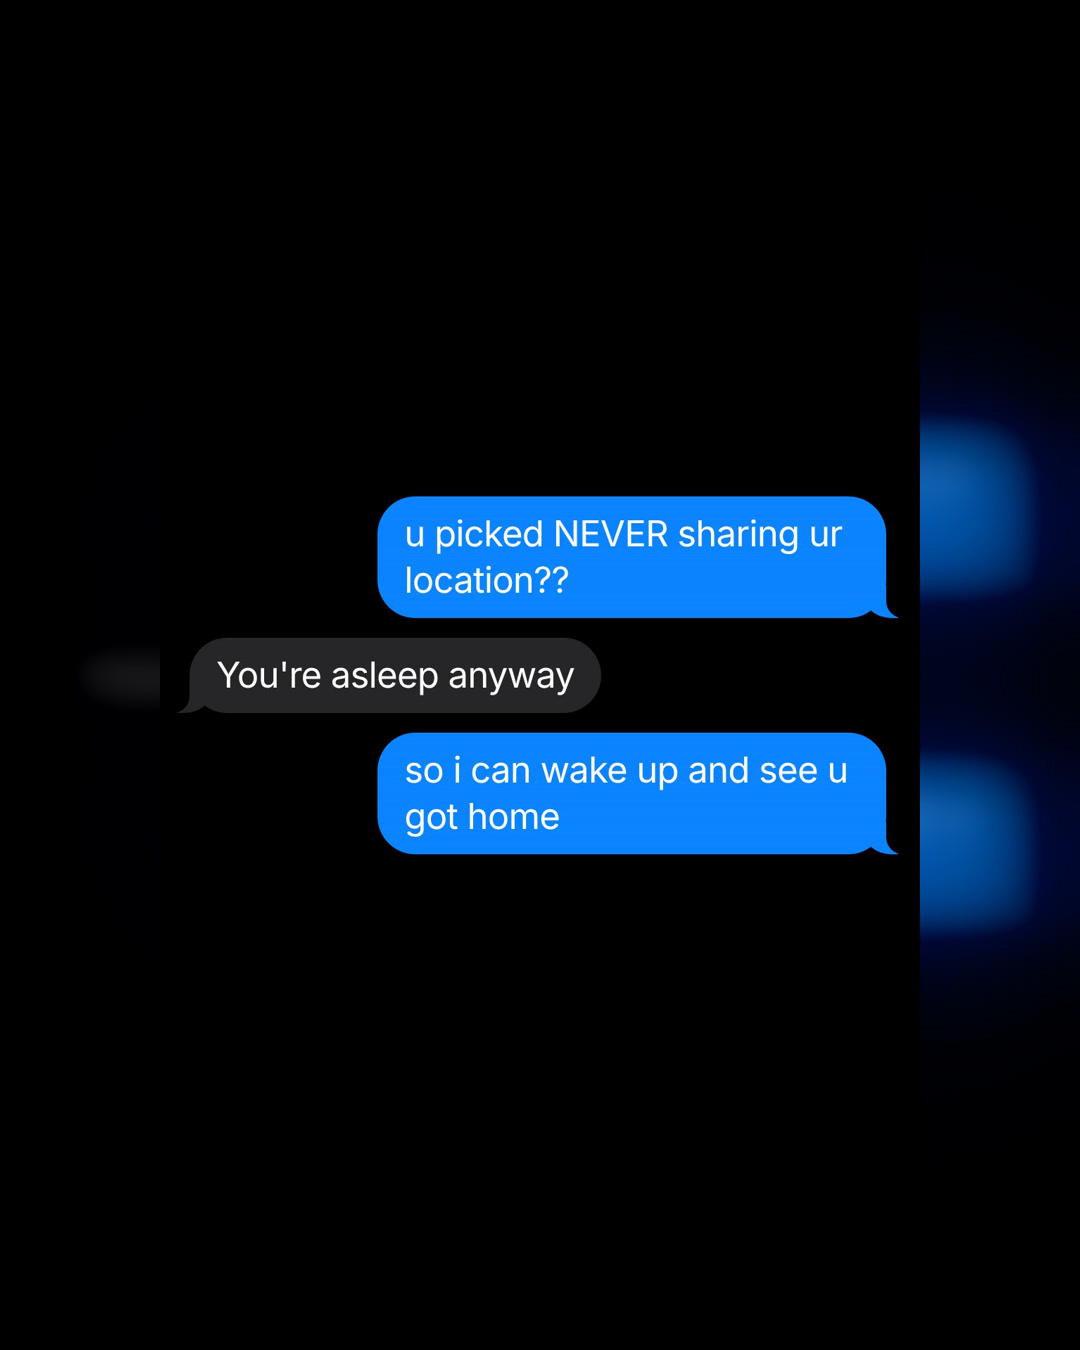 u picked NEVER sharing ur
location??
You're asleep anyway
so i can wake up and see u
got home